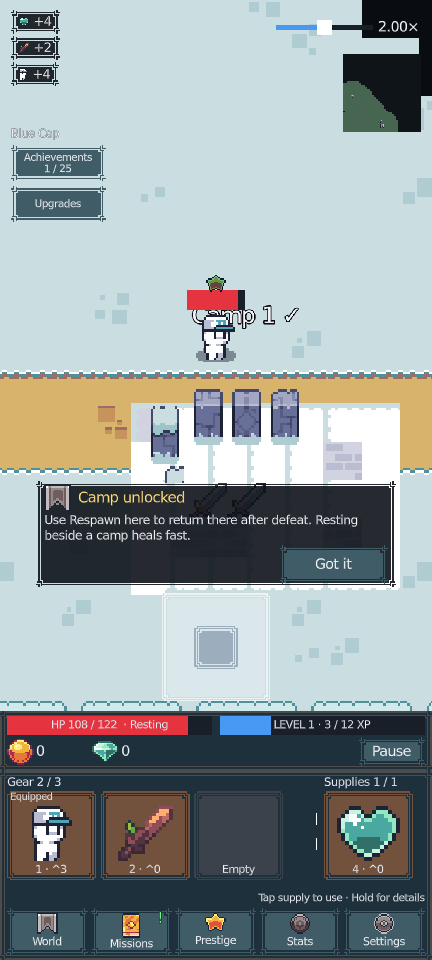 +4
2.00×
+2
+4
Blue Cap
Achievements
1 / 25
Upgrades
Camp 1 ✓
Camp unlocked
Use Respawn here to return there after defeat. Resting
beside a camp heals fast.
Got it
HP 108 / 122 · Resting
LEVEL 1 · 3 / 12 XP
0
0
Pause
Gear 2 / 3
Supplies 1 / 1
Equipped
1 · ^3
2 · ^0
Empty
4 · ^0
Tap supply to use · Hold for details
World
Missions
!
Prestige
Stats
Settings